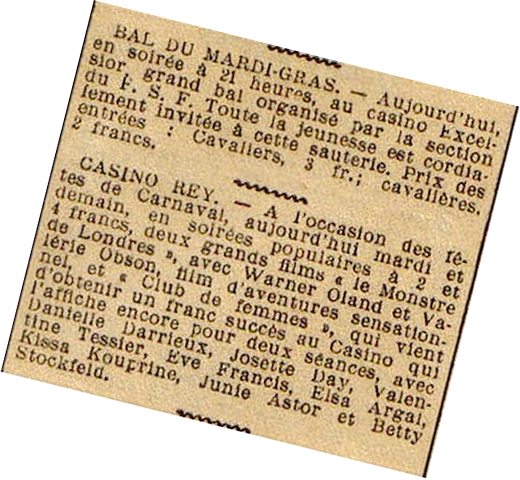 BAL DU MARDI-GRAS. — Aujourd'hui,
en soirée à 21 heures, au casino Excel-
sior grand bal organisé par la section
du P. S. F. Toute la jeunesse est cordia-
lement invitée à cette sauterie. Prix des
entrées : Cavaliers, 3 fr.; cavalières,
2 francs.
CASINO REY. — A l'occasion des fê-
tes de Carnaval, aujourd'hui mardi et
demain, en soirées populaires à 2 et
4 francs, deux grands films « le Monstre
de Londres », avec Warner Oland et Va-
lérie Obson, film d'aventures sensation-
nel, et « Club de femmes », qui vient
d'obtenir un franc succès au Casino qui
l'affiche encore pour deux séances, avec
Danielle Darrieux, Josette Day, Valen-
tine Tessier, Eve Francis, Elsa Argal,
Kissa Kouprine, Junie Astor et Betty
Stockfeld.